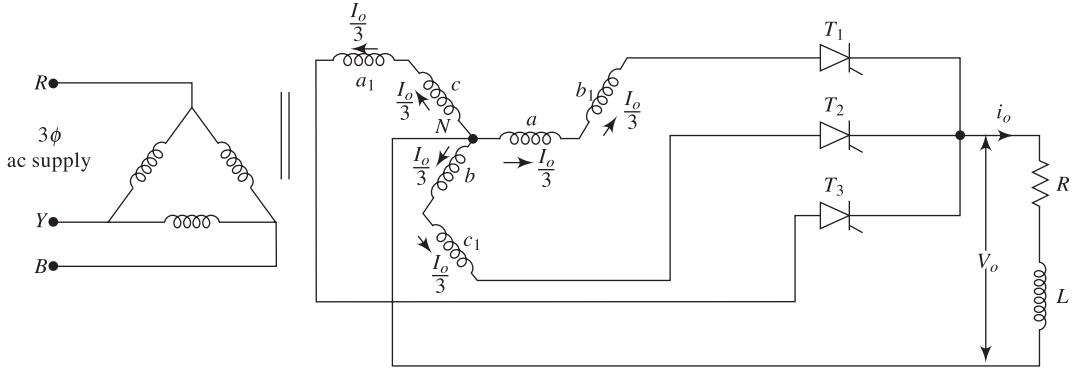 R
3ϕ
ac supply
Y
B
I_o/3
a_1
I_o/3
c
N
a
I_o/3
b_1
I_o/3
I_o/3
b
c_1
I_o/3
T_1
T_2
T_3
i_o
R
V_o
L